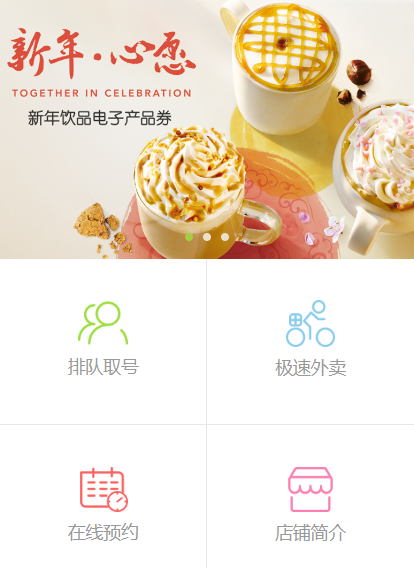 新年·心愿
TOGETHER IN CELEBRATION
新年饮品电子产品券
排队取号
极速外卖
在线预约
店铺简介